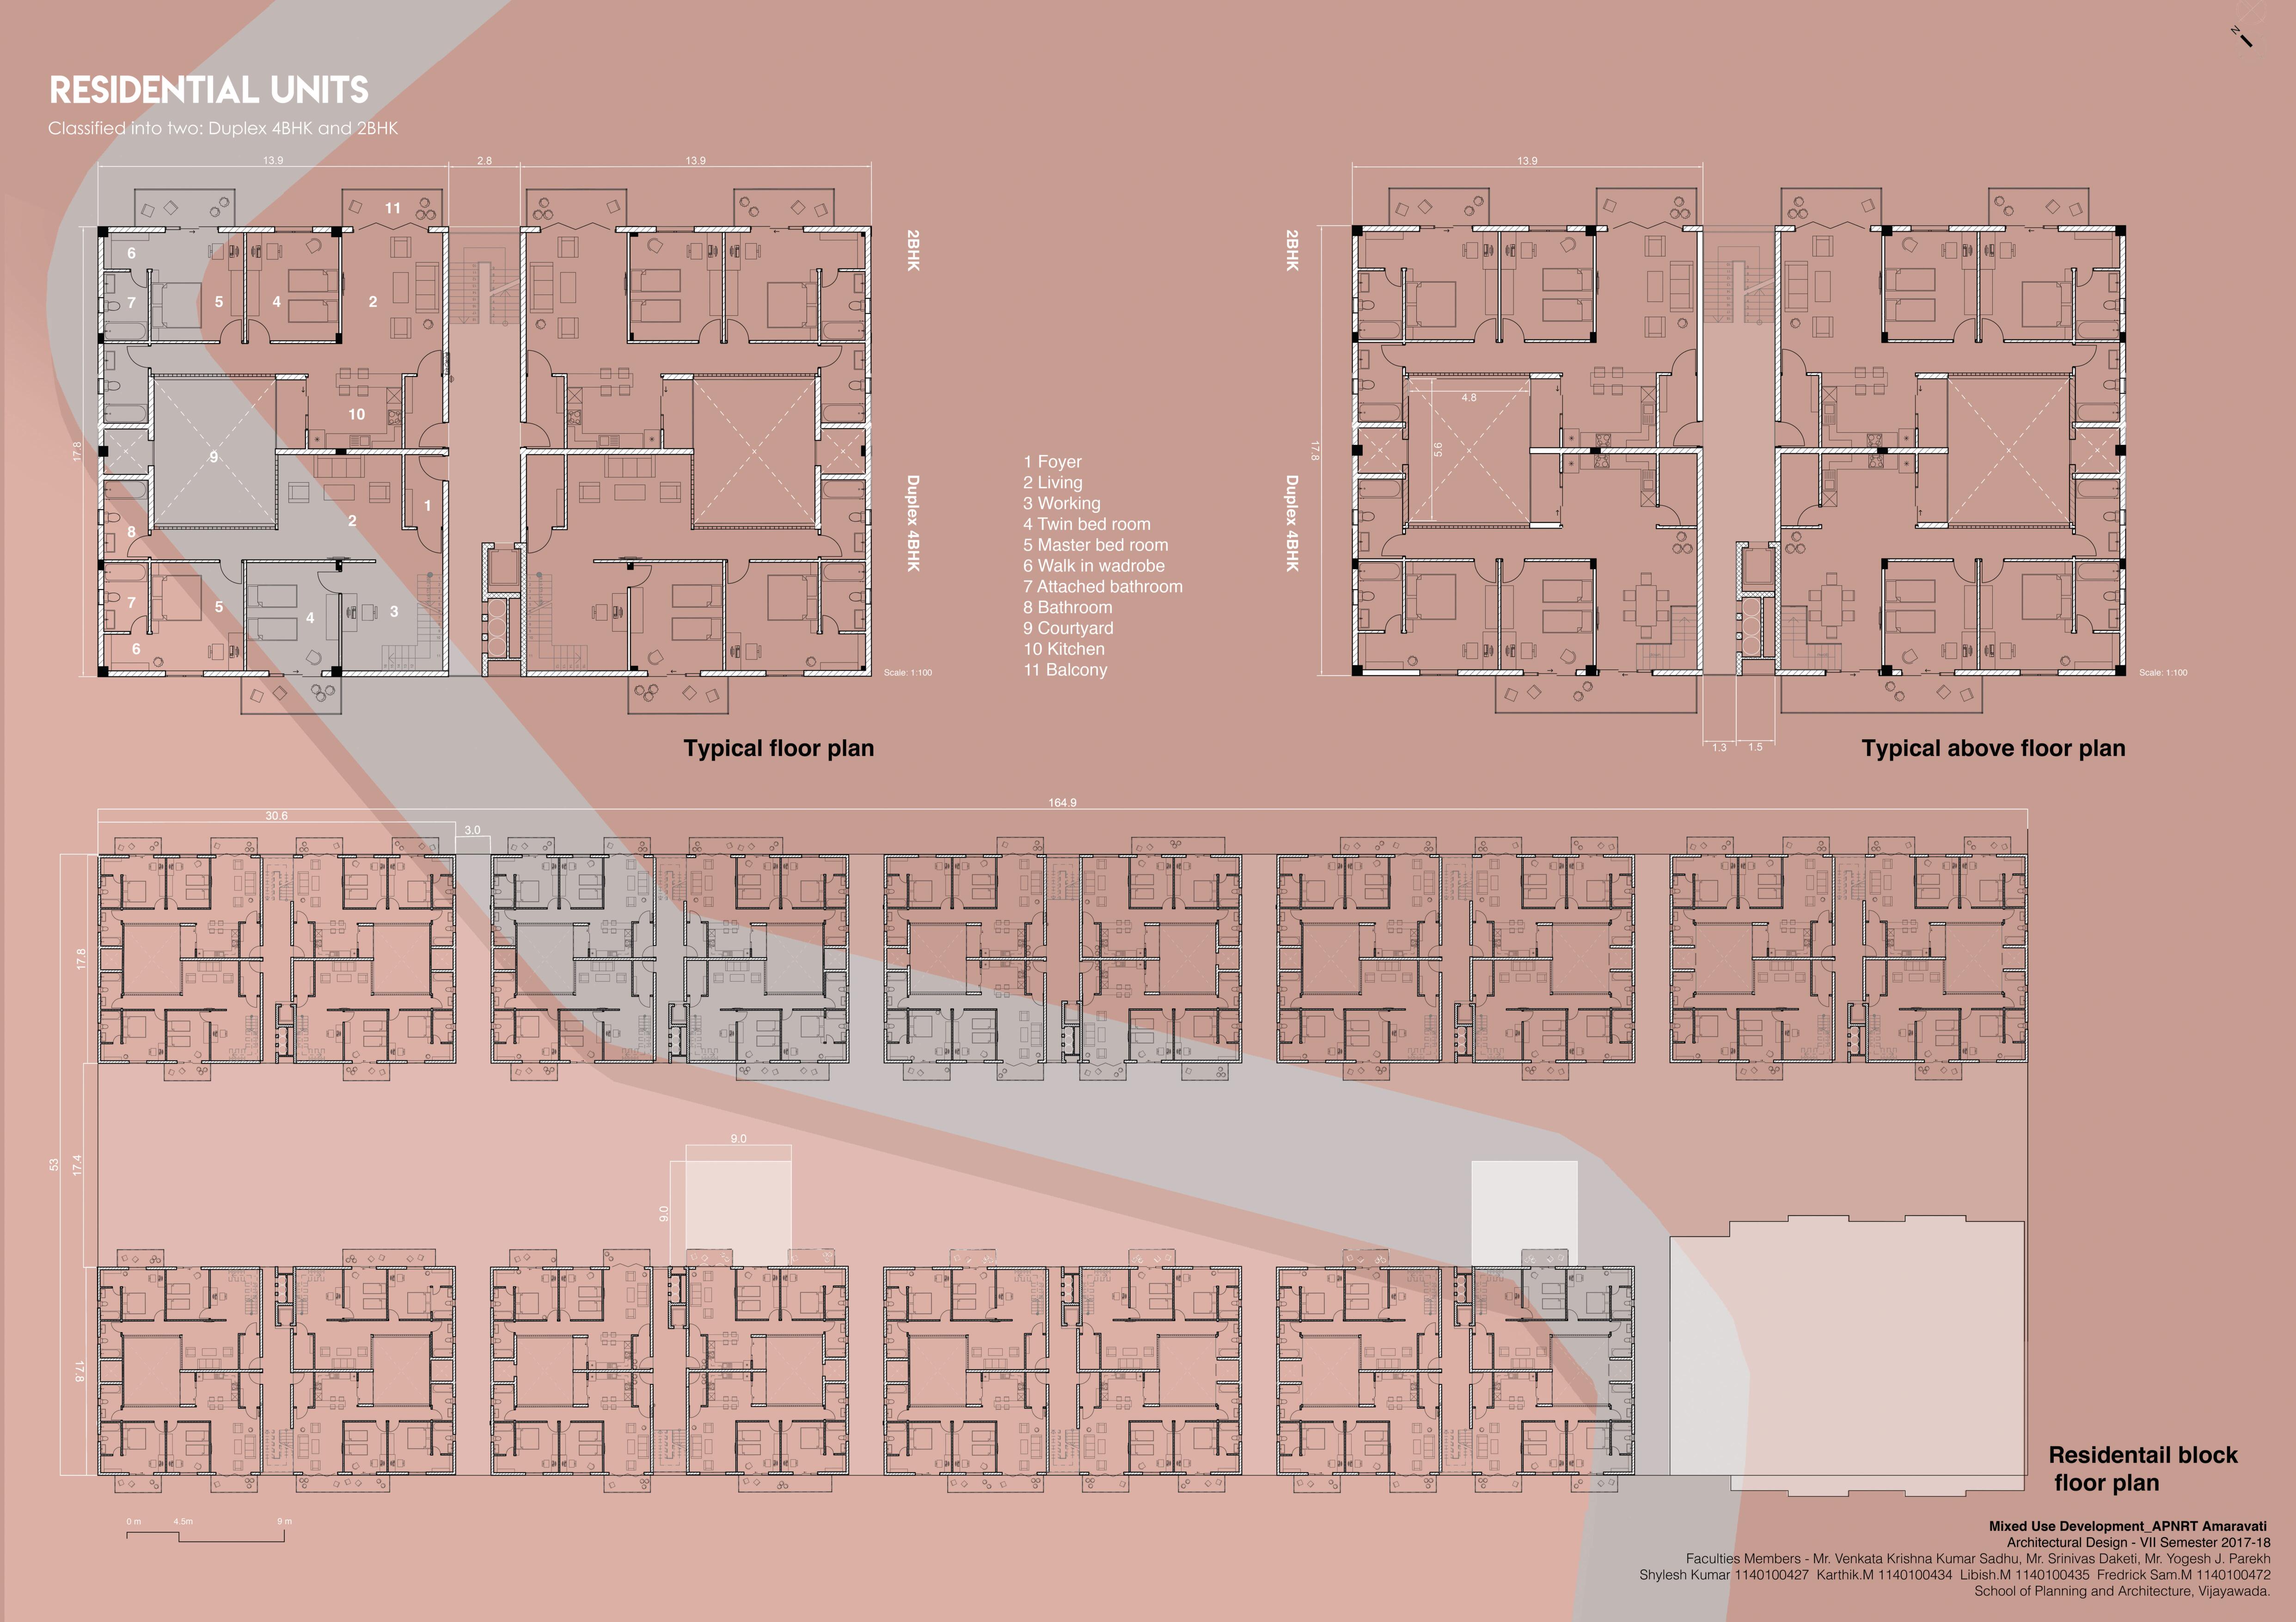 N
RESIDENTIAL UNITS
Classified into two: Duplex 4BHK and 2BHK
13.9
2.8
13.9
11
6
7
5
4
2
10
17.8
9
2
1
8
7
5
4
3
6
2BHK
Duplex 4BHK
Scale: 1:100
Typical floor plan
1 Foyer
2 Living
3 Working
4 Twin bed room
5 Master bed room
6 Walk in wadrobe
7 Attached bathroom
8 Bathroom
9 Courtyard
10 Kitchen
11 Balcony
13.9
2BHK
Duplex 4BHK
17.8
4.8
5.6
1.3
1.5
Scale: 1:100
Typical above floor plan
164.9
30.6
3.0
17.8
53
17.4
9.0
9.0
17.8
0 m
4.5m
9 m
Residentail block
floor plan
Mixed Use Development_APNRT Amaravati
Architectural Design - VII Semester 2017-18
Faculties Members - Mr. Venkata Krishna Kumar Sadhu, Mr. Srinivas Daketi, Mr. Yogesh J. Parekh
Shylesh Kumar 1140100427 Karthik.M 1140100434 Libish.M 1140100435 Fredrick Sam.M 1140100472
School of Planning and Architecture, Vijayawada.